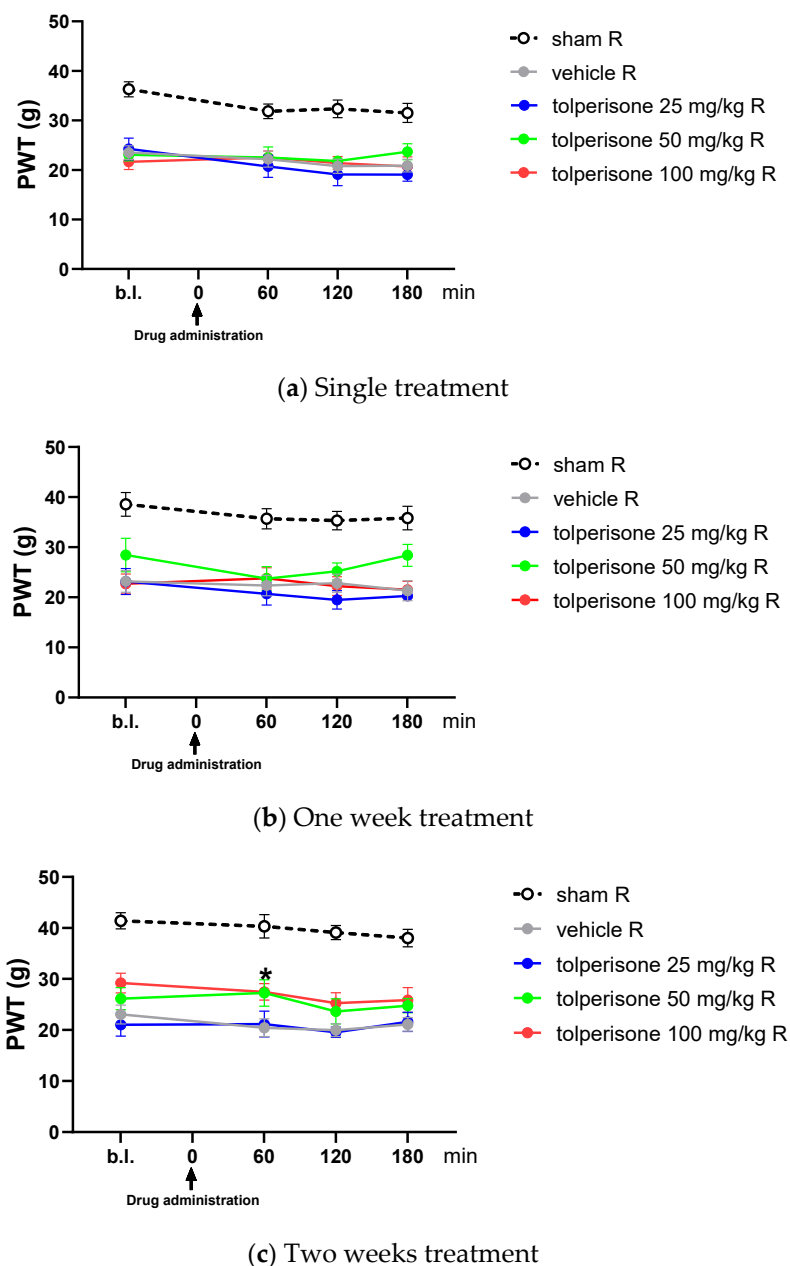 50
40
30
20
10
0
PWT (g)
b.l. 0 60 120 180 min
Drug administration
sham R
vehicle R
tolperisone 25 mg/kg R
tolperisone 50 mg/kg R
tolperisone 100 mg/kg R
(a) Single treatment
50
40
30
20
10
0
PWT (g)
b.l. 0 60 120 180 min
Drug administration
sham R
vehicle R
tolperisone 25 mg/kg R
tolperisone 50 mg/kg R
tolperisone 100 mg/kg R
(b) One week treatment
50
40
30
20
10
0
PWT (g)
*
b.l. 0 60 120 180 min
Drug administration
sham R
vehicle R
tolperisone 25 mg/kg R
tolperisone 50 mg/kg R
tolperisone 100 mg/kg R
(c) Two weeks treatment